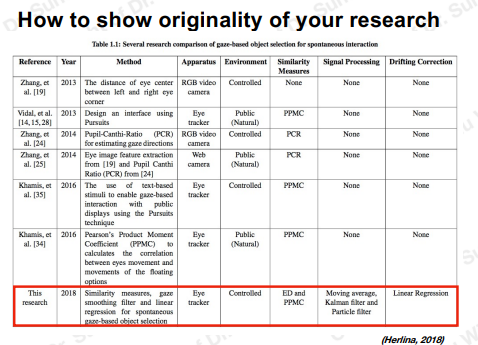 How to show originality of your research
Table 1.1: Several research comparison of gaze-based object selection for spontaneous interaction
Reference Year Method Apparatus Environment Similarity Measures Signal Processing Drifting Correction
Zhang, et al. [19] 2013 The distance of eye center between left and right eye corner RGB video camera Controlled None None None
Vidal, et al. [14,15,28] 2013 Design an interface using Pursuits Eye tracker Public (Natural) PPMC None None
Zhang, et al. [24] 2014 Pupil-Canthi-Ratio (PCR) for estimating gaze directions RGB video camera Controlled PCR None None
Zhang, et al. [25] 2014 Eye image feature extraction from [19] and Pupil Canthi Ratio (PCR) from [24] Web camera Public (Natural) PCR None None
Khamis, et al. [35] 2016 The use of text-based stimuli to enable gaze-based interaction with public displays using the Pursuits technique Eye tracker Controlled PPMC None None
Khamis, et al. [34] 2016 Pearson's Product Moment Coefficient (PPMC) to calculates the correlation between eyes movement and movements of the floating options Eye tracker Public (Natural) PPMC None None
This research 2018 Similarity measures, gaze smoothing filter and linear regression for spontaneous gaze-based object selection Eye tracker Controlled ED and PPMC Moving average, Kalman filter and Particle filter Linear Regression
(Herlina, 2018)